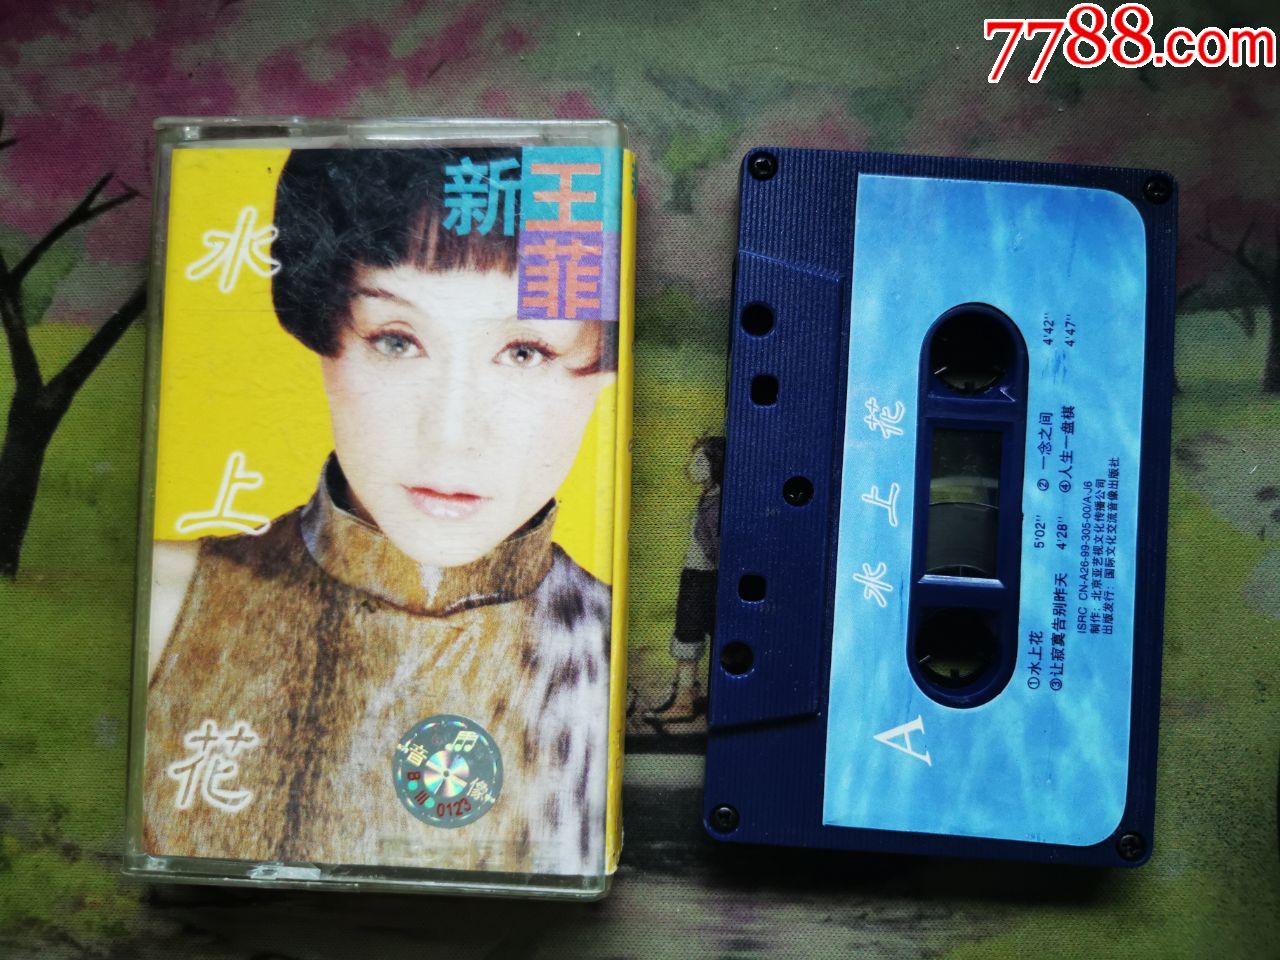 7788.com
新王
菲
水
上
花
音
像
B
0123
水上花
A
①水上花 5'02" ②一念之间 4'42"
③让寂寞告别昨天 4'28" ④人生一盘棋 4'47"
ISRC CN-A26-99-305-00/A·J6
制作：北京亚艺视文化传播公司
出版发行：国际文化交流音像出版社